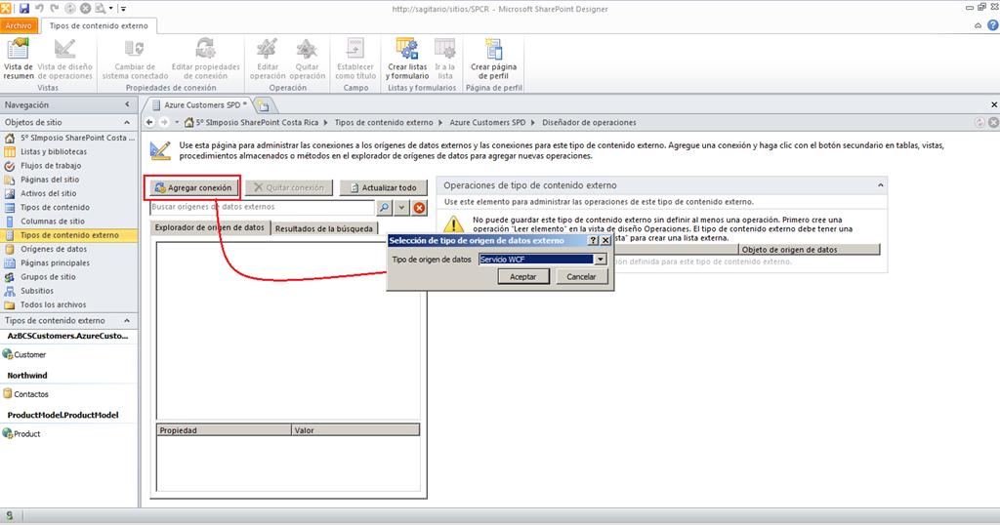 http://sagitario/sitios/SPCR - Microsoft SharePoint Designer
Archivo
Tipos de contenido externo
Vista de resumen
Vista de diseño de operaciones
Cambiar de sistema conectado
Editar propiedades de conexión
Editar operación
Quitar operación
Establecer como título
Crear listas y formulario
Ir a la lista
Crear página de perfil
Vistas
Propiedades de conexión
Operación
Campo
Listas y formularios
Página de perfil
Navegación
Azure Customers SPD *
Objetos de sitio
5º SImposio SharePoint Costa Rica
Tipos de contenido externo
Azure Customers SPD
Diseñador de operaciones
5º SImposio SharePoint Costa ...
Listas y bibliotecas
Flujos de trabajo
Páginas del sitio
Activos del sitio
Tipos de contenido
Columnas de sitio
Tipos de contenido externo
Orígenes de datos
Páginas principales
Grupos de sitio
Subsitios
Todos los archivos
Tipos de contenido externo
AzBCSCustomers.AzureCusto...
Customer
Northwind
Contactos
ProductModel.ProductModel
Product
Use esta página para administrar las conexiones a los orígenes de datos externos y las conexiones para este tipo de contenido externo. Agregue una conexión y haga clic con el botón secundario en tablas, vistas,
procedimientos almacenados o métodos en el explorador de orígenes de datos para agregar nuevas operaciones.
Agregar conexión
Quitar conexión
Actualizar todo
Buscar orígenes de datos externos
Explorador de origen de datos
Resultados de la búsqueda
Propiedad
Valor
Operaciones de tipo de contenido externo
Use este elemento para administrar las operaciones de este tipo de contenido externo.
No puede guardar este tipo de contenido externo sin definir al menos una operación. Primero cree una
operación "Leer elemento" en la vista de diseño Operaciones. El tipo de contenido externo debe tener una
ista" para crear una lista externa.
Objeto de origen de datos
ción definida para este tipo de contenido externo.
Selección de tipo de origen de datos externo
Tipo de origen de datos
Servicio WCF
Aceptar
Cancelar